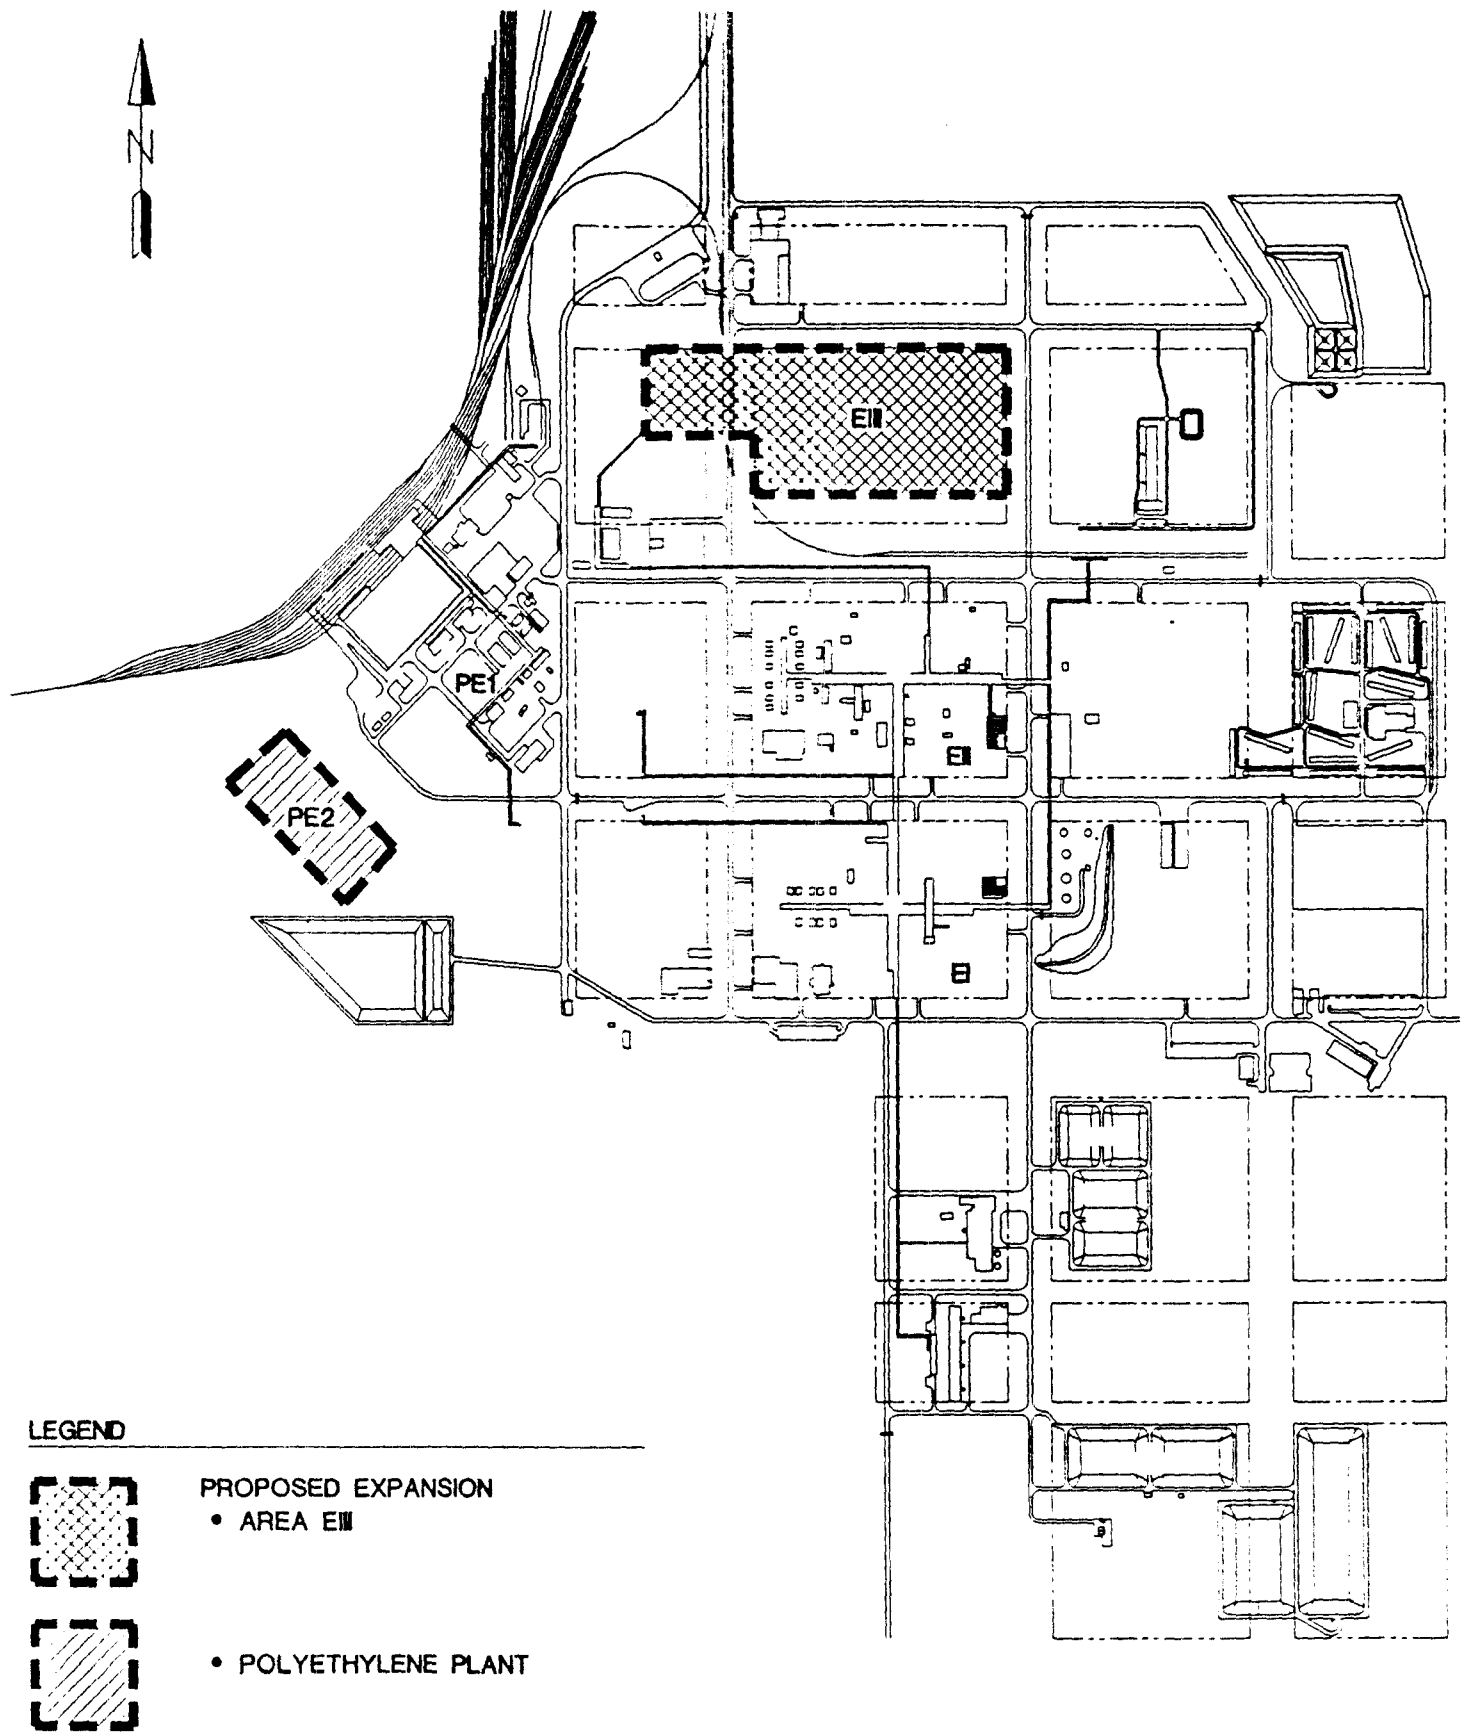 N
EIII
PE1
EII
PE2
EI
LEGEND
PROPOSED EXPANSION
• AREA EIII
• POLYETHYLENE PLANT